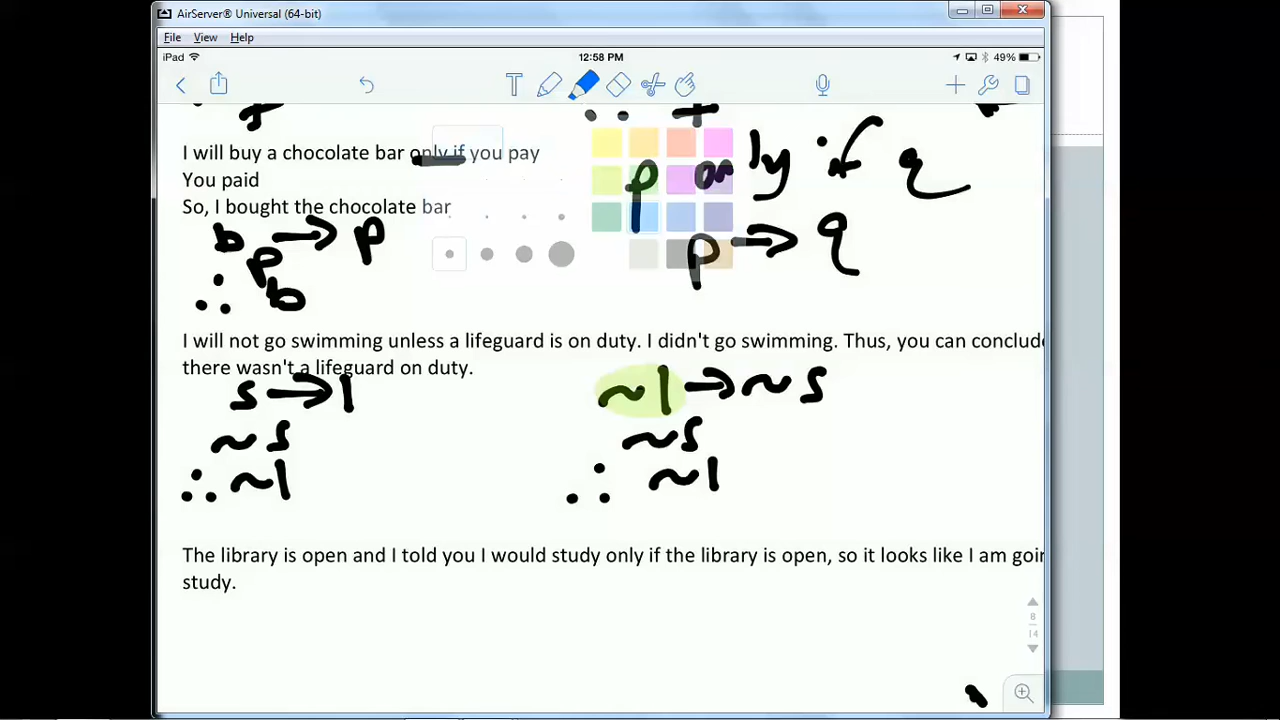 AirServer® Universal (64-bit)
File View Help
iPad 12:58 PM 49%
T
I will buy a chocolate bar only if you pay
You paid
So, I bought the chocolate bar
p only if q
p → q
b → p
p
∴ b
I will not go swimming unless a lifeguard is on duty. I didn't go swimming. Thus, you can conclude
there wasn't a lifeguard on duty.
s → l
~s
∴ ~l
~l → ~s
~s
∴ ~l
The library is open and I told you I would study only if the library is open, so it looks like I am goin
study.
8
14